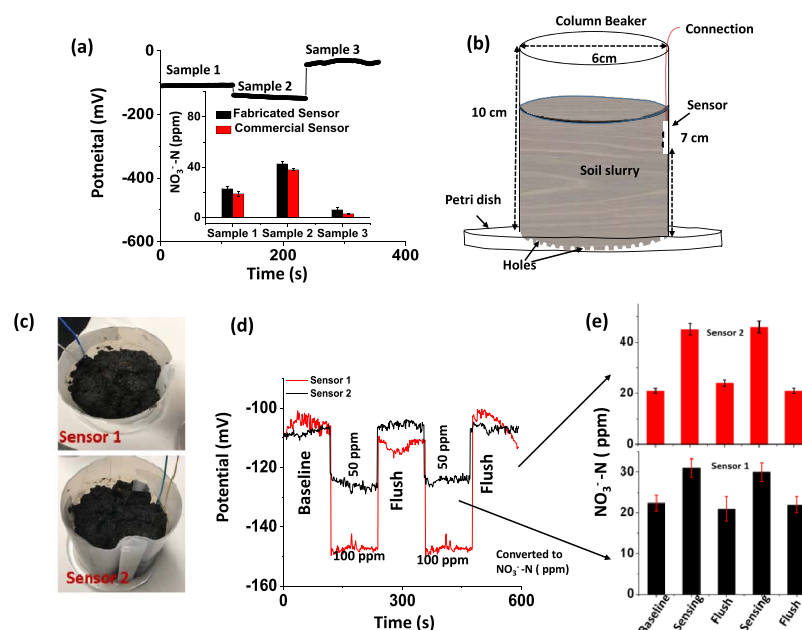 (a)
0
-200
-400
-600
Potneital (mV)
Sample 1
Sample 2
Sample 3
Fabricated Sensor
Commercial Sensor
NO3⁻-N (ppm)
80
40
0
Sample 1 Sample 2 Sample 3
0 200 400
Time (s)
(b)
Column Beaker
Connection
6cm
10 cm
Sensor
7 cm
Soil slurry
Petri dish
Holes
(c)
Sensor 1
Sensor 2
(d)
Sensor 1
Sensor 2
-100
-120
-140
-160
Potential (mV)
Baseline
50 ppm
Flush
50 ppm
Flush
100 ppm
100 ppm
Converted to
NO3⁻-N ( ppm)
0 300 600
Time (s)
(e)
Sensor 2
40
20
0
Sensor 1
30
20
10
0
NO3⁻-N ( ppm)
Baseline
Sensing
Flush
Sensing
Flush